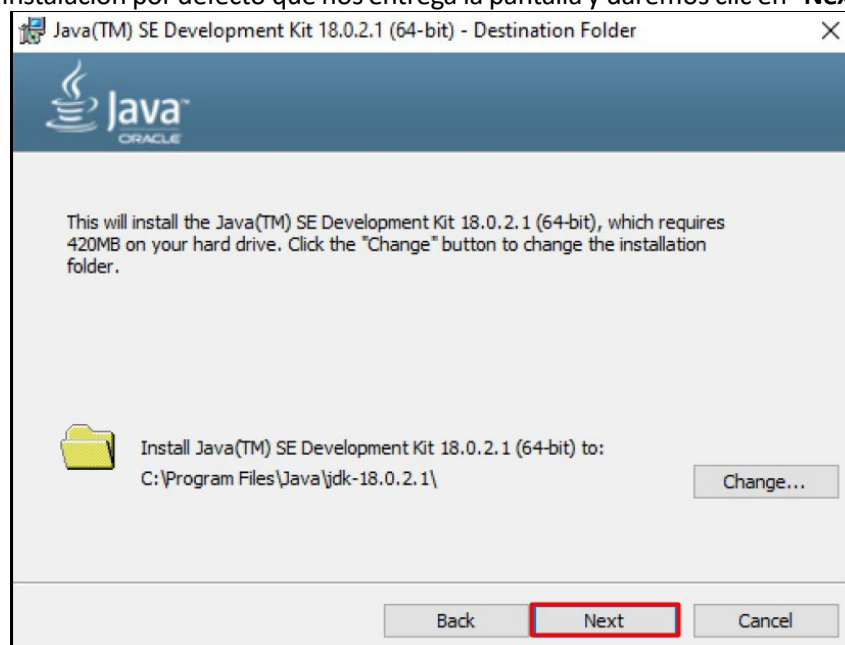 instalación por defecto que nos entrega la pantalla y daremos clic en "Nex
Java(TM) SE Development Kit 18.0.2.1 (64-bit) - Destination Folder
Java™
ORACLE
This will install the Java(TM) SE Development Kit 18.0.2.1 (64-bit), which requires
420MB on your hard drive. Click the "Change" button to change the installation
folder.
Install Java(TM) SE Development Kit 18.0.2.1 (64-bit) to:
C:\Program Files\Java\jdk-18.0.2.1\
Change...
Back
Next
Cancel